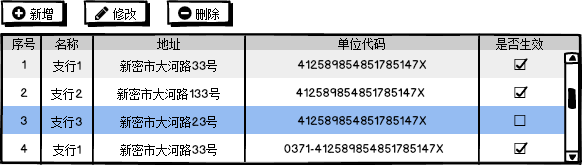 新增 修改 删除
序号 名称 地址 单位代码 是否生效
1 支行1 新密市大河路33号 412589854851785147X
2 支行2 新密市大河路133号 412589854851785147X
3 支行3 新密市大河路23号 412589854851785147X
4 支行1 新密市大河路33号 0371-412589854851785147X